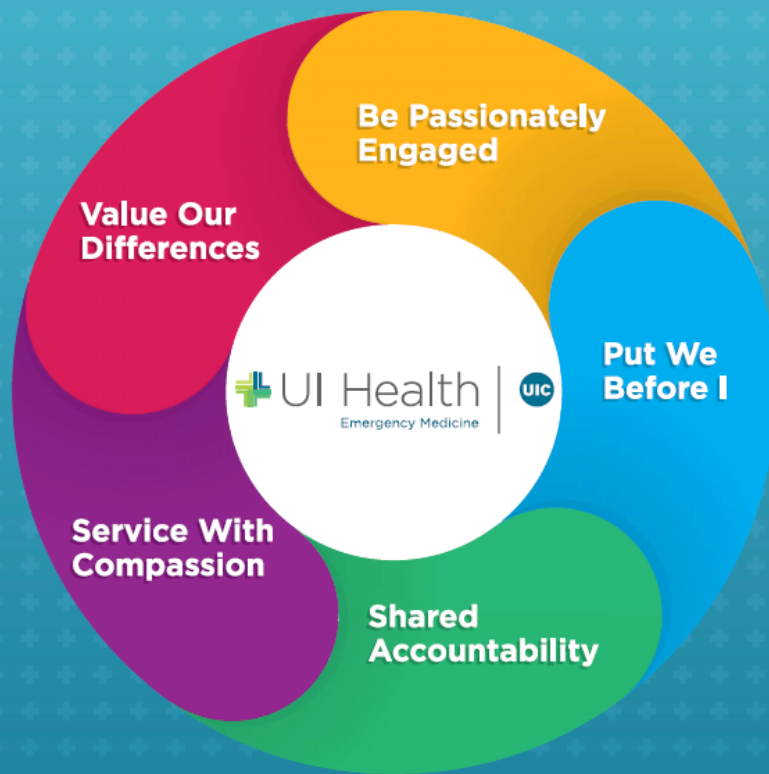 Be Passionately
Engaged
Value Our
Differences
Put We
Before I
UI Health
UIC
Emergency Medicine
Service With
Compassion
Shared
Accountability